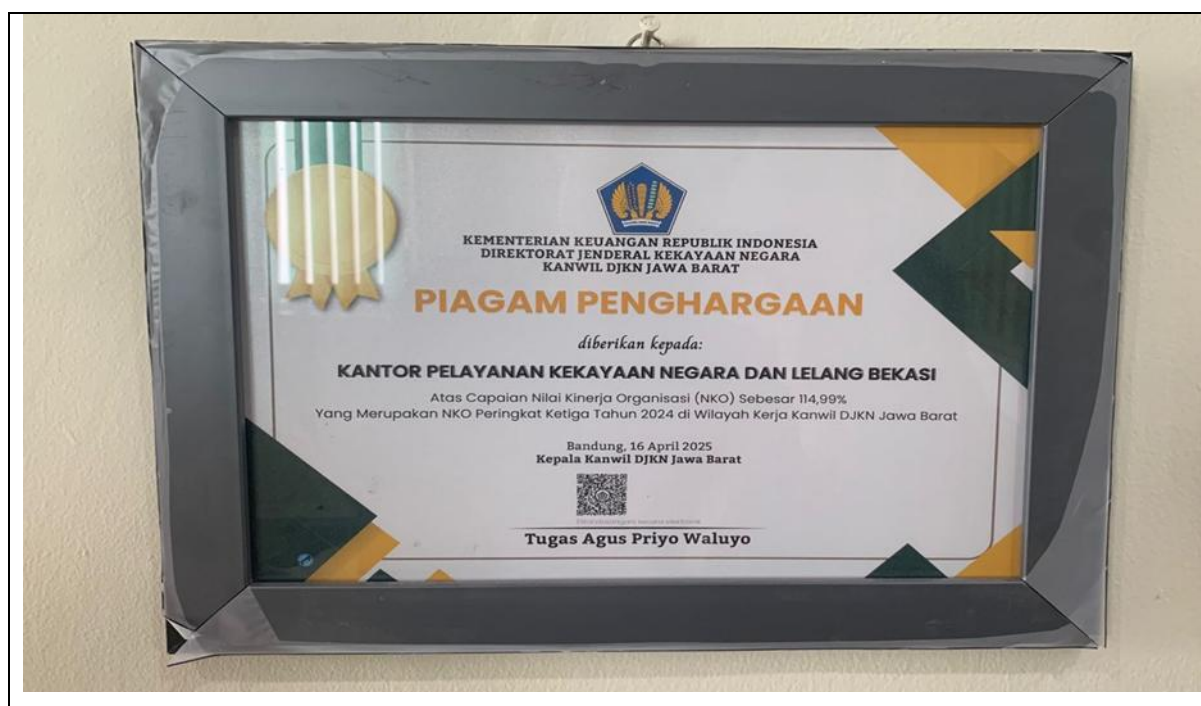 KEMENTERIAN KEUANGAN REPUBLIK INDONESIA
DIREKTORAT JENDERAL KEKAYAAN NEGARA
KANWIL DJKN JAWA BARAT
PIAGAM PENGHARGAAN
diberikan kepada:
KANTOR PELAYANAN KEKAYAAN NEGARA DAN LELANG BEKASI
Atas Capaian Nilai Kinerja Organisasi (NKO) Sebesar 114,99%
Yang Merupakan NKO Peringkat Ketiga Tahun 2024 di Wilayah Kerja Kanwil DJKN Jawa Barat
Bandung, 16 April 2025
Kepala Kanwil DJKN Jawa Barat
Ditandatangani secara elektronik
Tugas Agus Priyo Waluyo